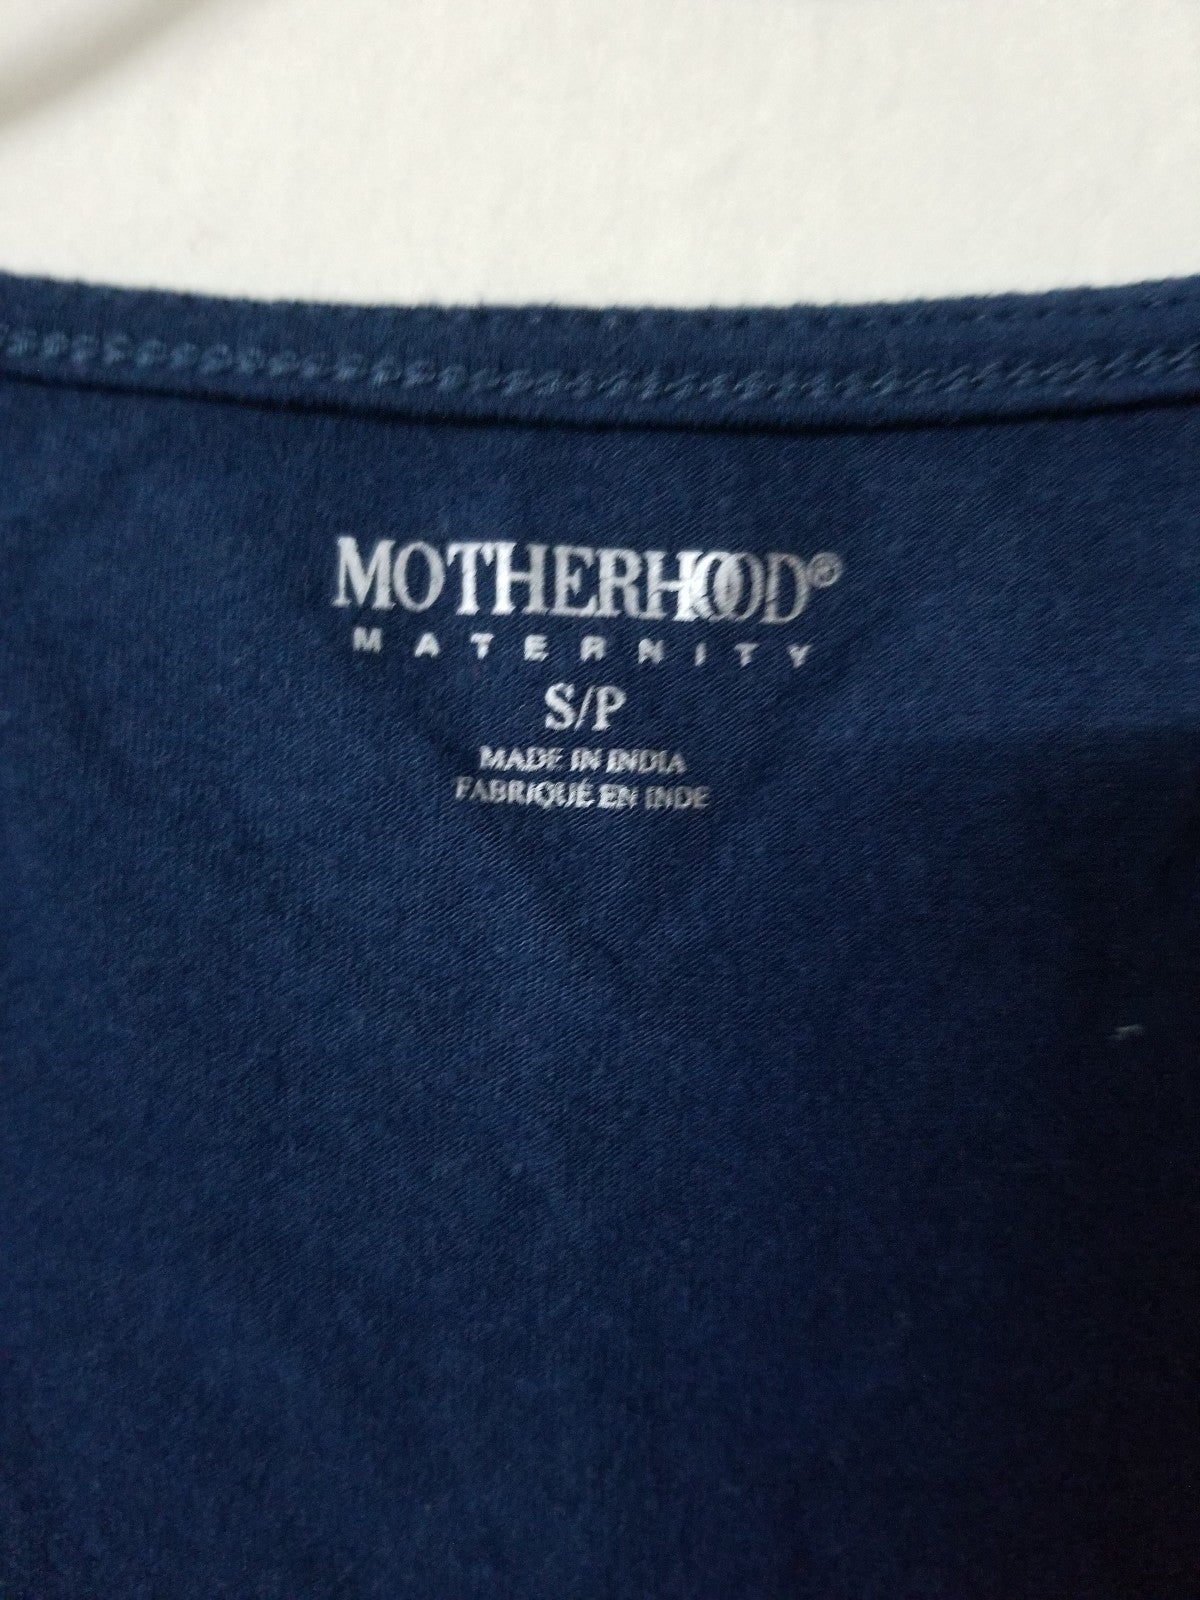 MOTHERHOOD®
MATERNITY
S/P
MADE IN INDIA
FABRIQUÉ EN INDE